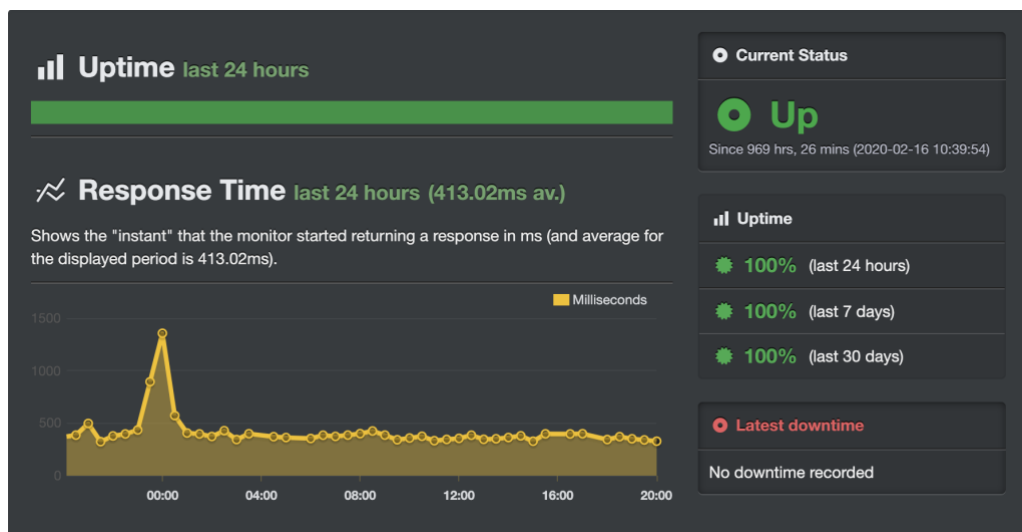 Uptime last 24 hours
Response Time last 24 hours (413.02ms av.)
Shows the "instant" that the monitor started returning a response in ms (and average for
the displayed period is 413.02ms).
Milliseconds
1500
1000
500
0
00:00 04:00 08:00 12:00 16:00 20:00
Current Status
Up
Since 969 hrs, 26 mins (2020-02-16 10:39:54)
Uptime
100% (last 24 hours)
100% (last 7 days)
100% (last 30 days)
Latest downtime
No downtime recorded